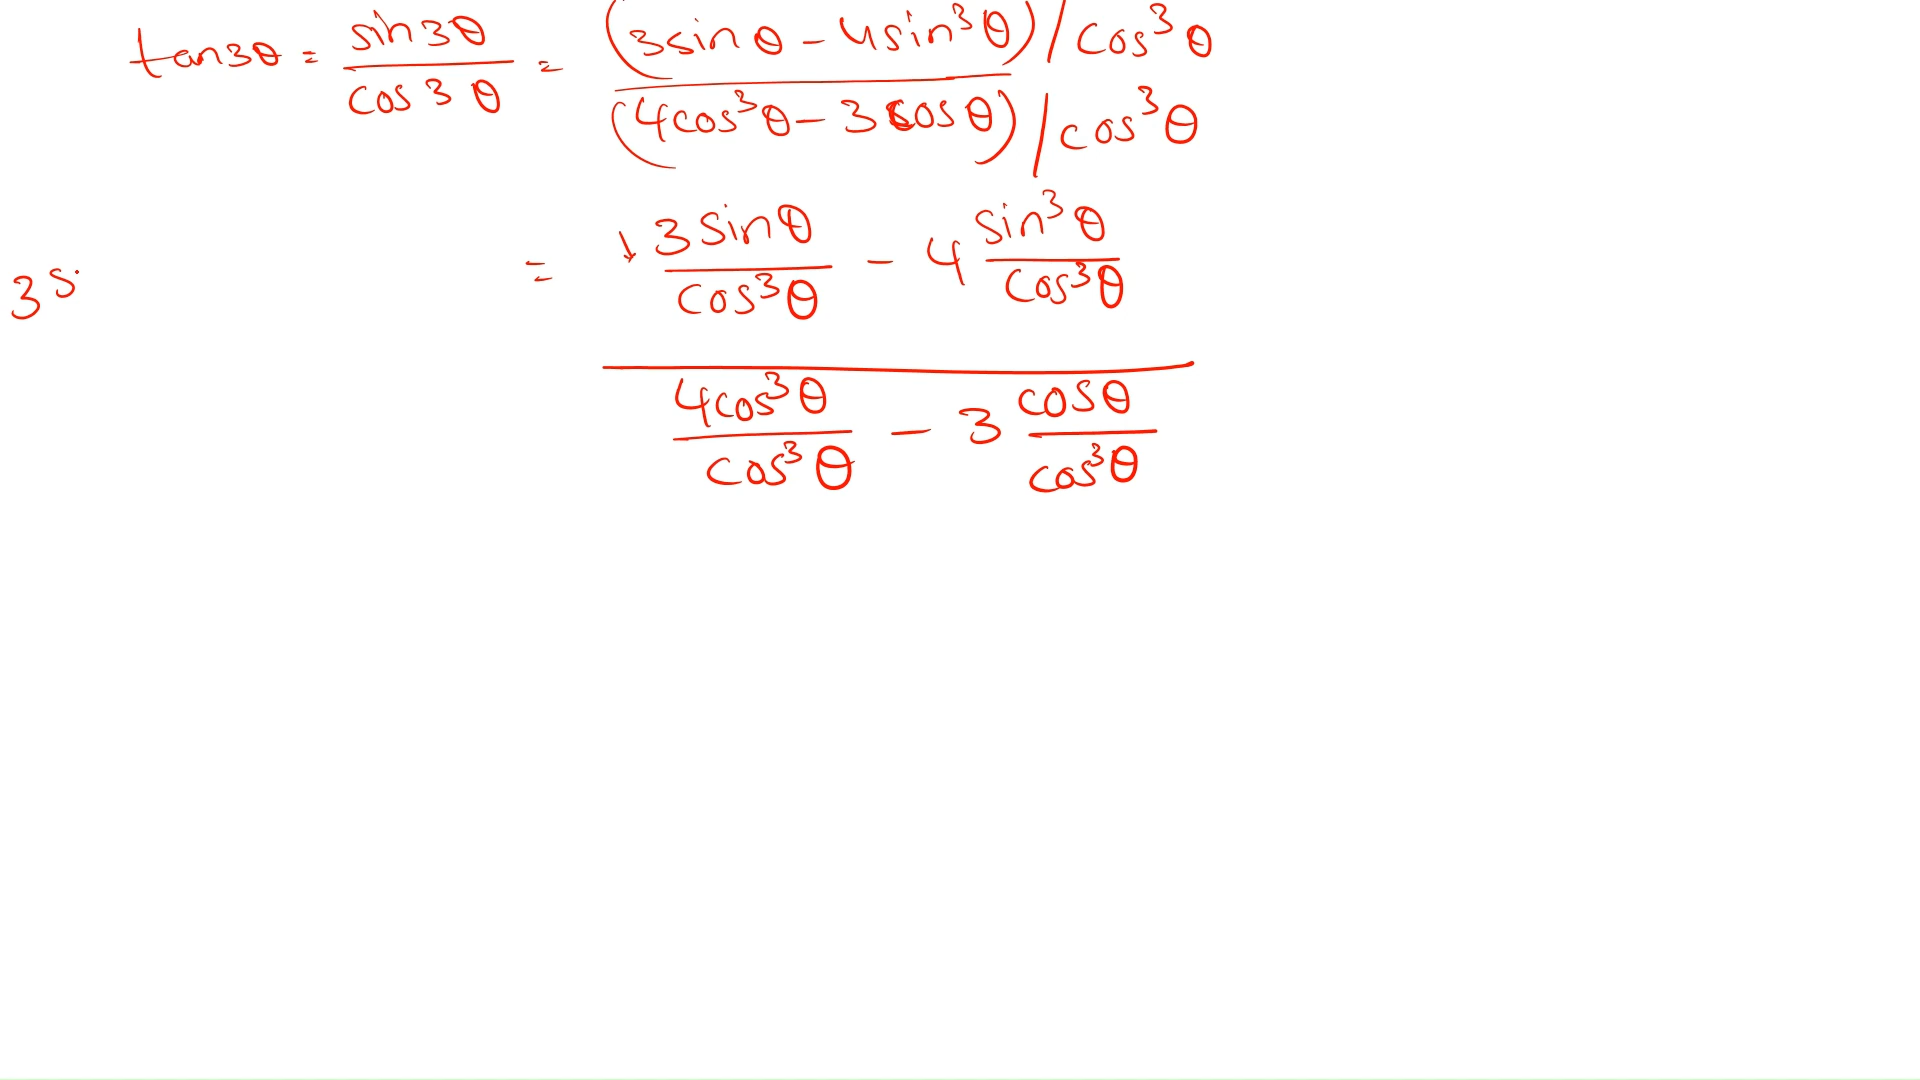 tan3θ = sin3θ / cos3θ = (3sinθ - 4sin³θ)/cos³θ / (4cos³θ - 3cosθ)/cos³θ
= 3sinθ / cos³θ - 4 sin³θ / cos³θ
3s
4cos³θ / cos³θ - 3 cosθ / cos³θ